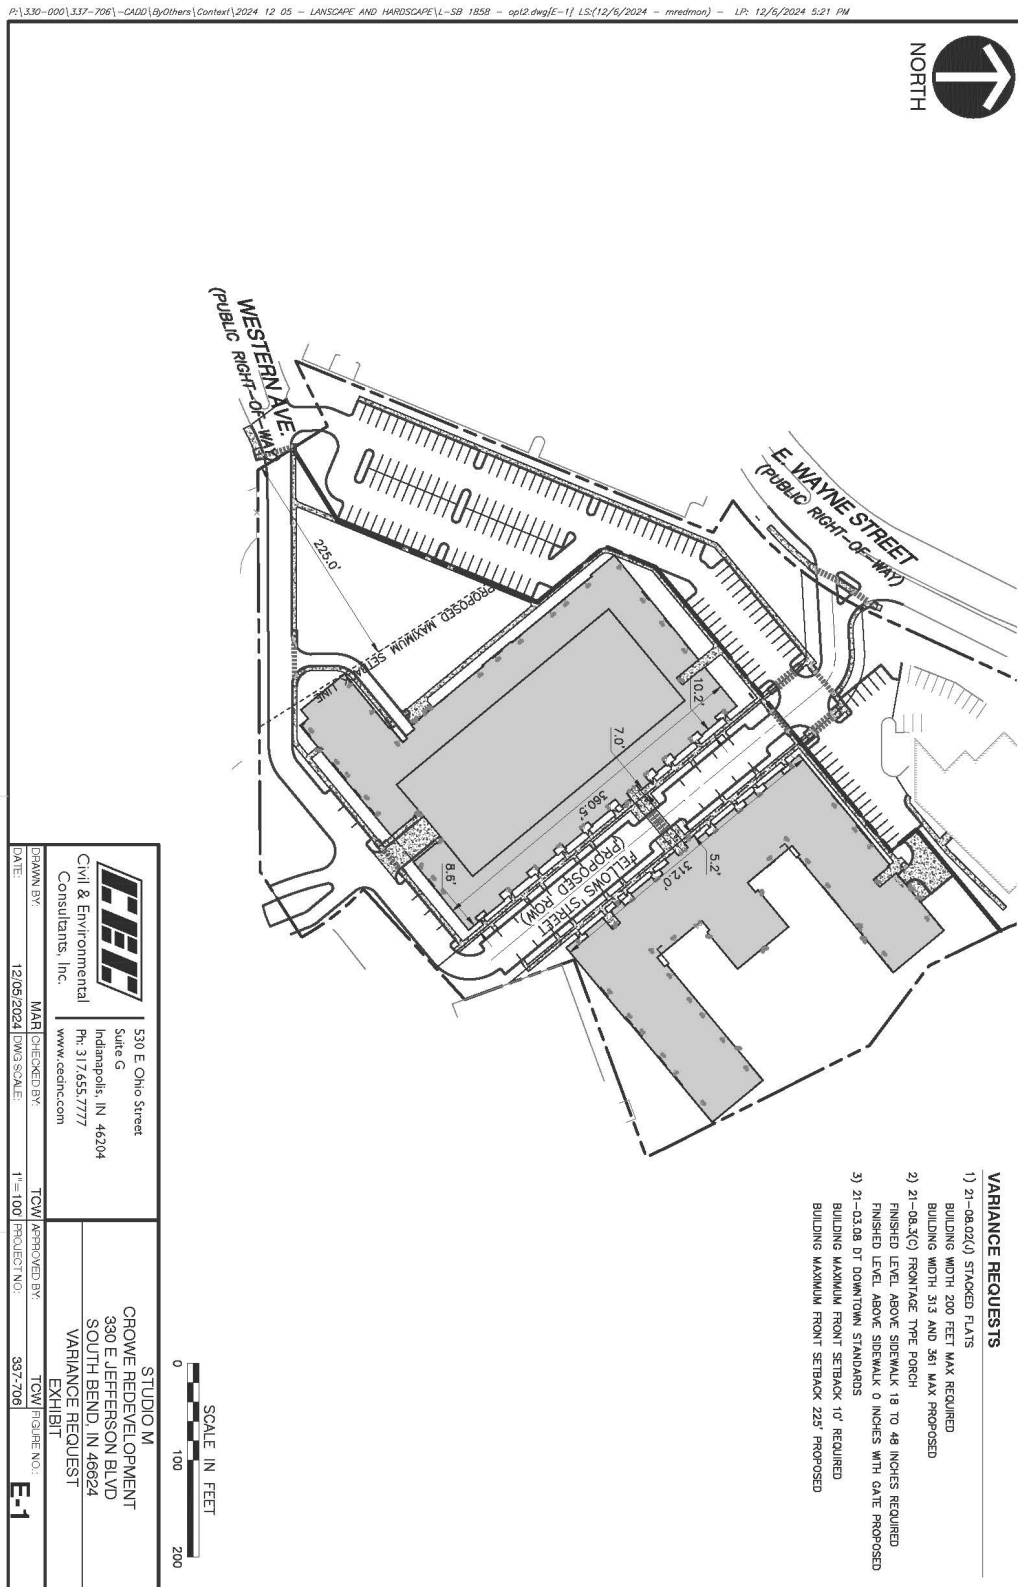 P:\330-000\337-706\-CADD\ByOthers\Context\2024 12 05 - LANSCAPE AND HARDSCAPE\L-SB 1858 - opt2.dwg{E-1} LS:(12/6/2024 - mredmon) - LP: 12/6/2024 5:21 PM
NORTH
WESTERN AVE.
(PUBLIC RIGHT-OF-WAY)
E. WAYNE STREET
(PUBLIC RIGHT-OF-WAY)
225.0'
PROPOSED MAXIMUM SETBACK LINE
10.2'
7.0'
360.5'
8.6'
5.2'
312.0'
FELLOWS STREET
(PROPOSED ROW)
VARIANCE REQUESTS
1) 21-08.02(J) STACKED FLATS
BUILDING WIDTH 200 FEET MAX REQUIRED
BUILDING WIDTH 313 AND 361 MAX PROPOSED
2) 21-08.3(C) FRONTAGE TYPE PORCH
FINISHED LEVEL ABOVE SIDEWALK 18 TO 48 INCHES REQUIRED
FINISHED LEVEL ABOVE SIDEWALK 0 INCHES WITH GATE PROPOSED
3) 21-03.08 DT DOWNTOWN STANDARDS
BUILDING MAXIMUM FRONT SETBACK 10' REQUIRED
BUILDING MAXIMUM FRONT SETBACK 225' PROPOSED
SCALE IN FEET
0 100 200
CEC
Civil & Environmental
Consultants, Inc.
530 E. Ohio Street
Suite G
Indianapolis, IN 46204
Ph: 317.655.7777
www.cecinc.com
STUDIO M
CROWE REDEVELOPMENT
330 E JEFFERSON BLVD
SOUTH BEND, IN 46624
VARIANCE REQUEST
EXHIBIT
DRAWN BY: MAR CHECKED BY: TCW APPROVED BY: TCW FIGURE NO.:
DATE: 12/05/2024 DWG SCALE: 1"=100' PROJECT NO: 337-706
E-1